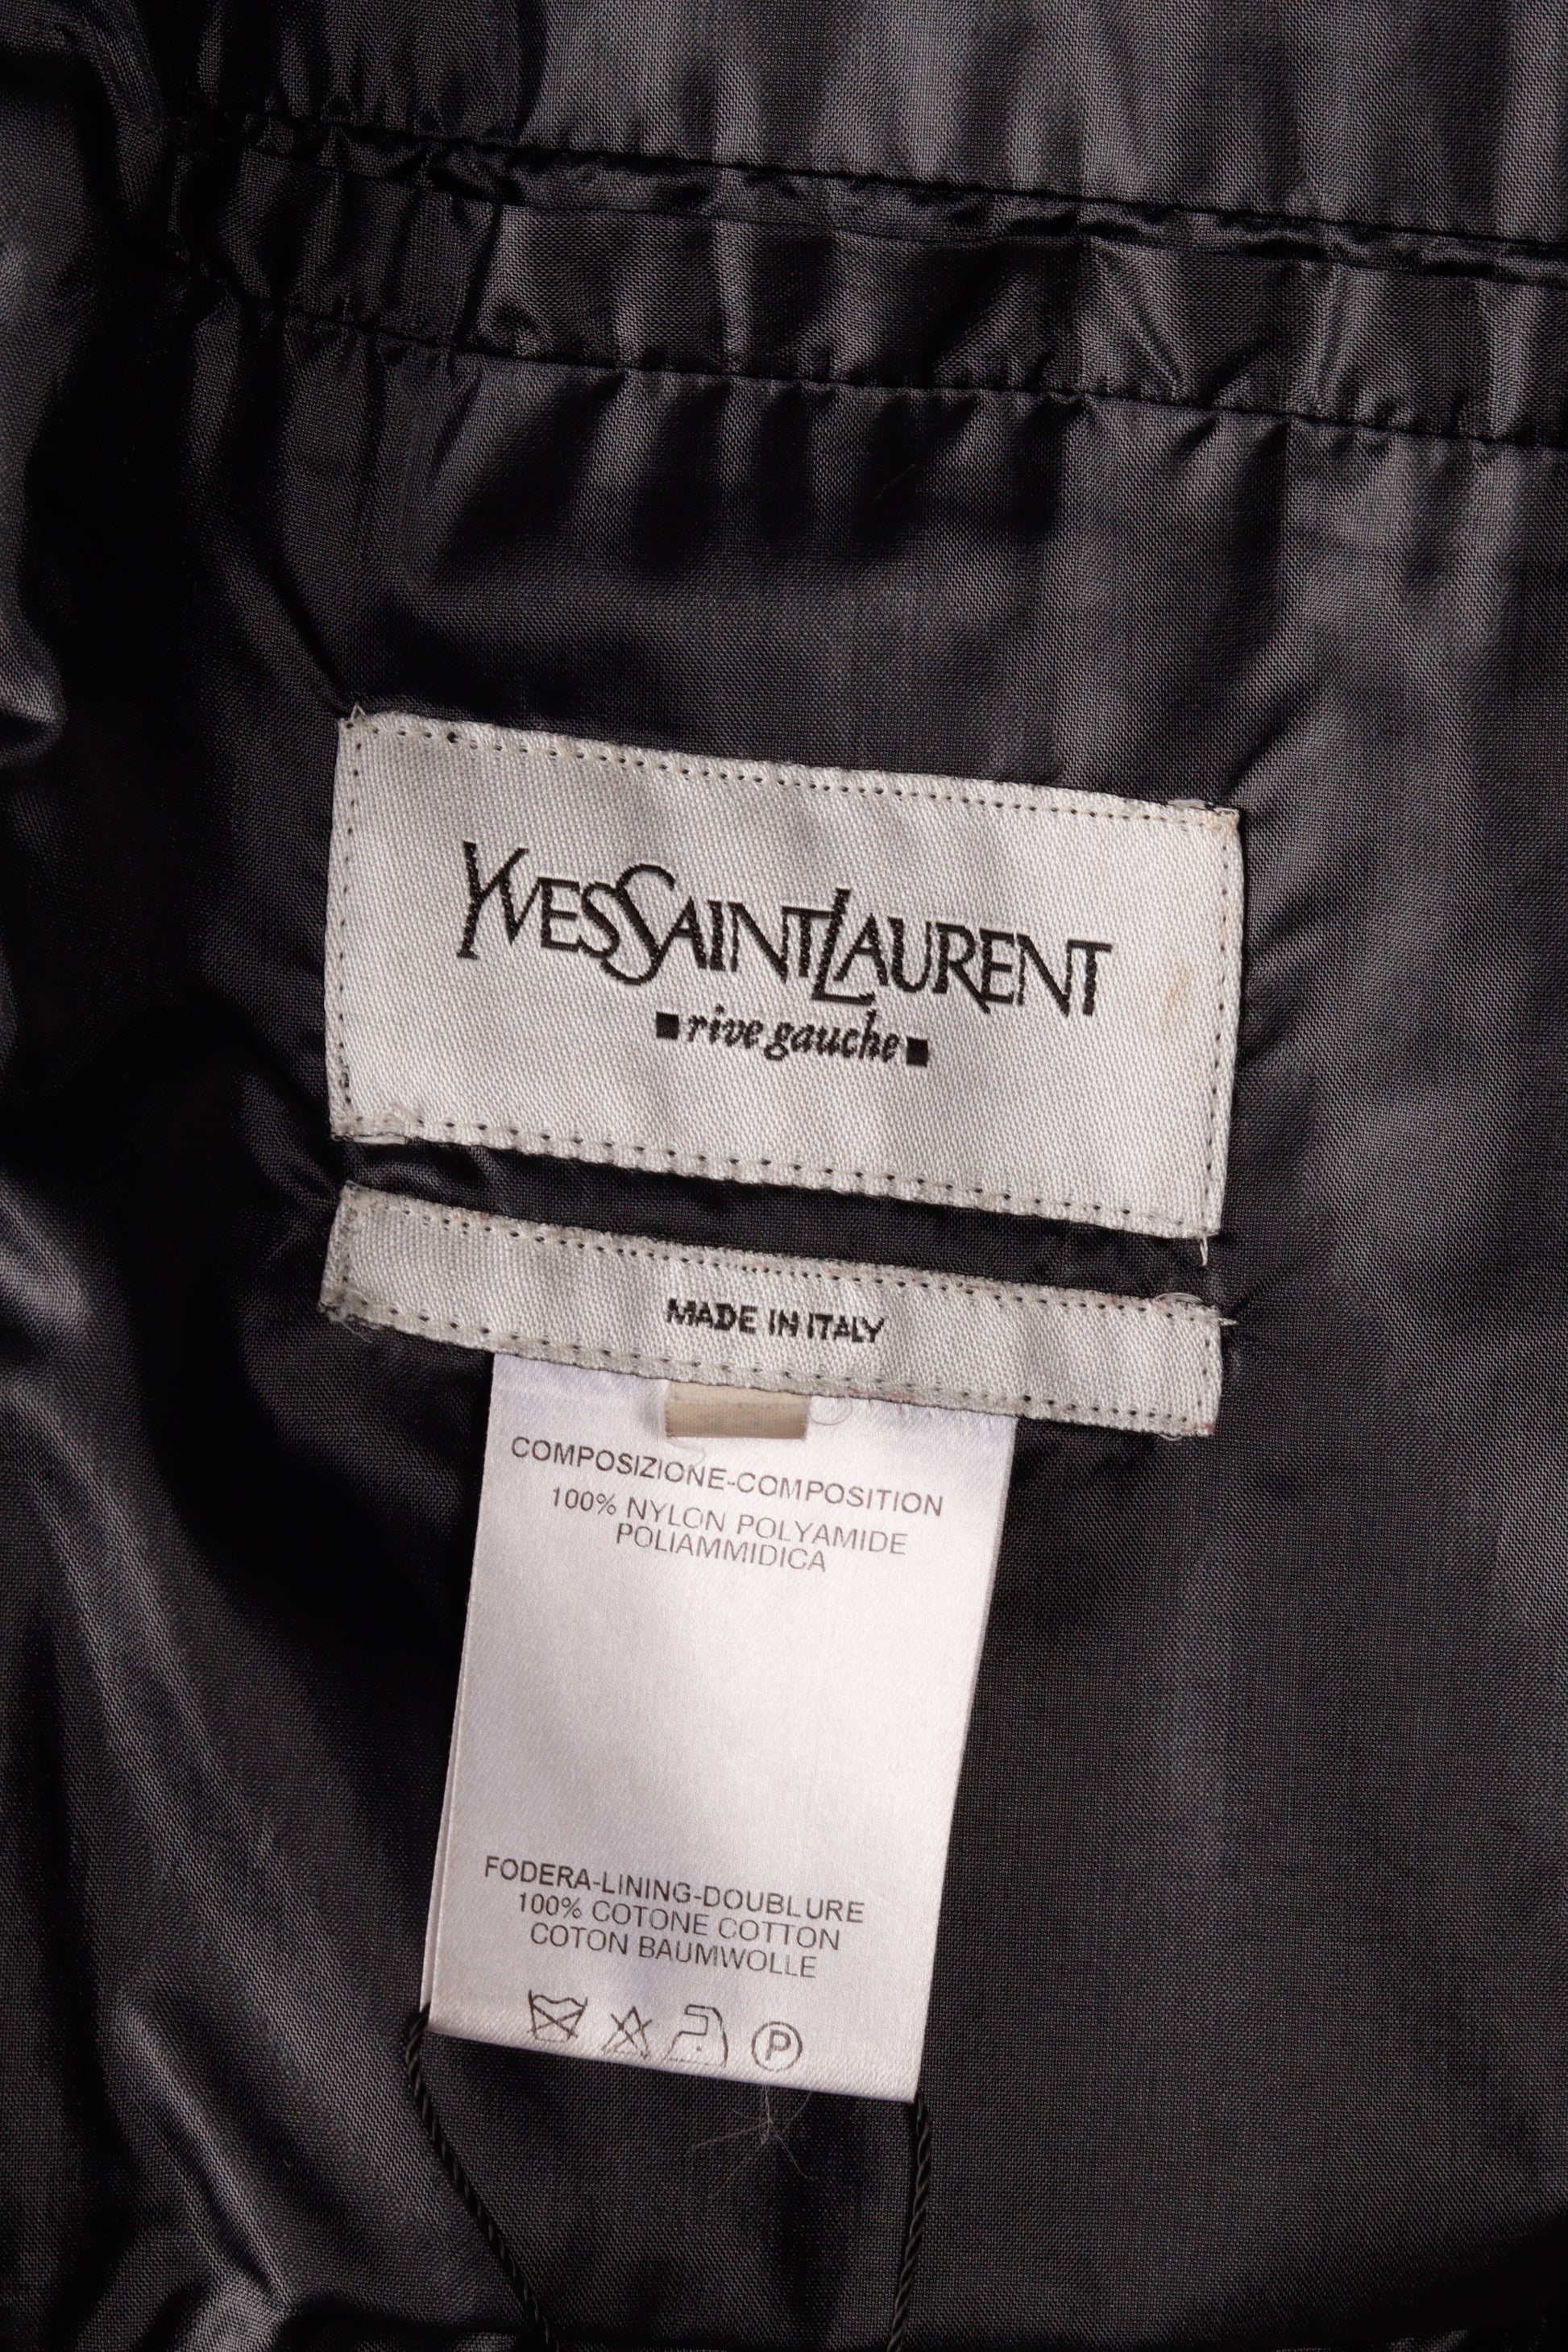 YVESSAINTLAURENT
rive gauche
MADE IN ITALY
COMPOSIZIONE-COMPOSITION
100% NYLON POLYAMIDE
POLIAMMIDICA
FODERA-LINING-DOUBLURE
100% COTONE COTTON
COTON BAUMWOLLE
P